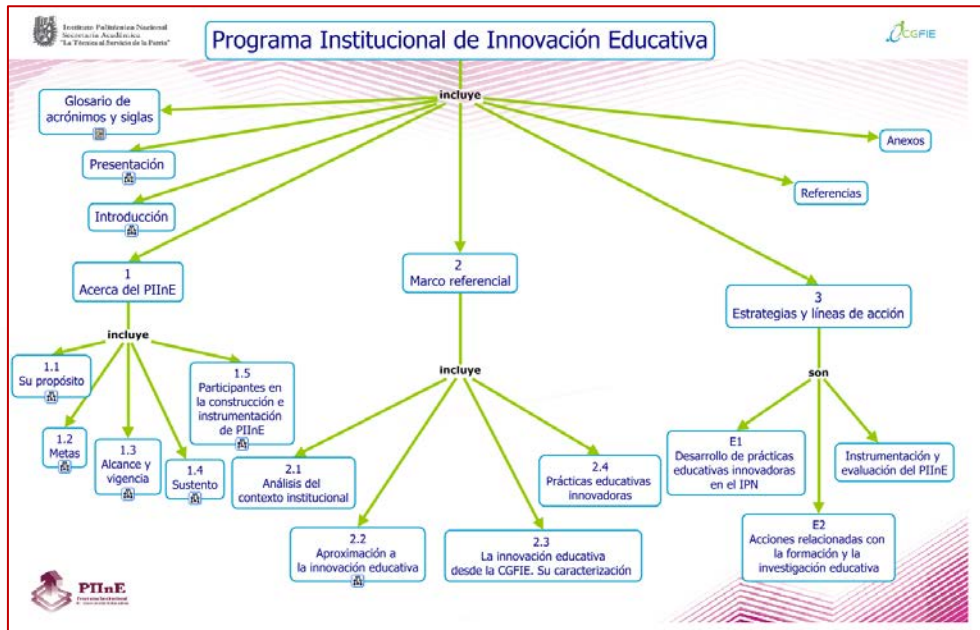 Instituto Politécnico Nacional
Secretaría Académica
"La Técnica al Servicio de la Patria"
Programa Institucional de Innovación Educativa
CGFIE
incluye
Glosario de
acrónimos y siglas
Presentación
Introducción
Anexos
Referencias
1
Acerca del PIInE
2
Marco referencial
3
Estrategias y líneas de acción
incluye
1.1
Su propósito
1.2
Metas
1.3
Alcance y
vigencia
1.4
Sustento
1.5
Participantes en
la construcción e
instrumentación
de PIInE
incluye
2.1
Análisis del
contexto institucional
2.2
Aproximación a
la innovación educativa
2.3
La innovación educativa
desde la CGFIE. Su caracterización
2.4
Prácticas educativas
innovadoras
son
E1
Desarrollo de prácticas
educativas innovadoras
en el IPN
E2
Acciones relacionadas con
la formación y la
investigación educativa
Instrumentación y
evaluación del PIInE
PIInE
Programa Institucional